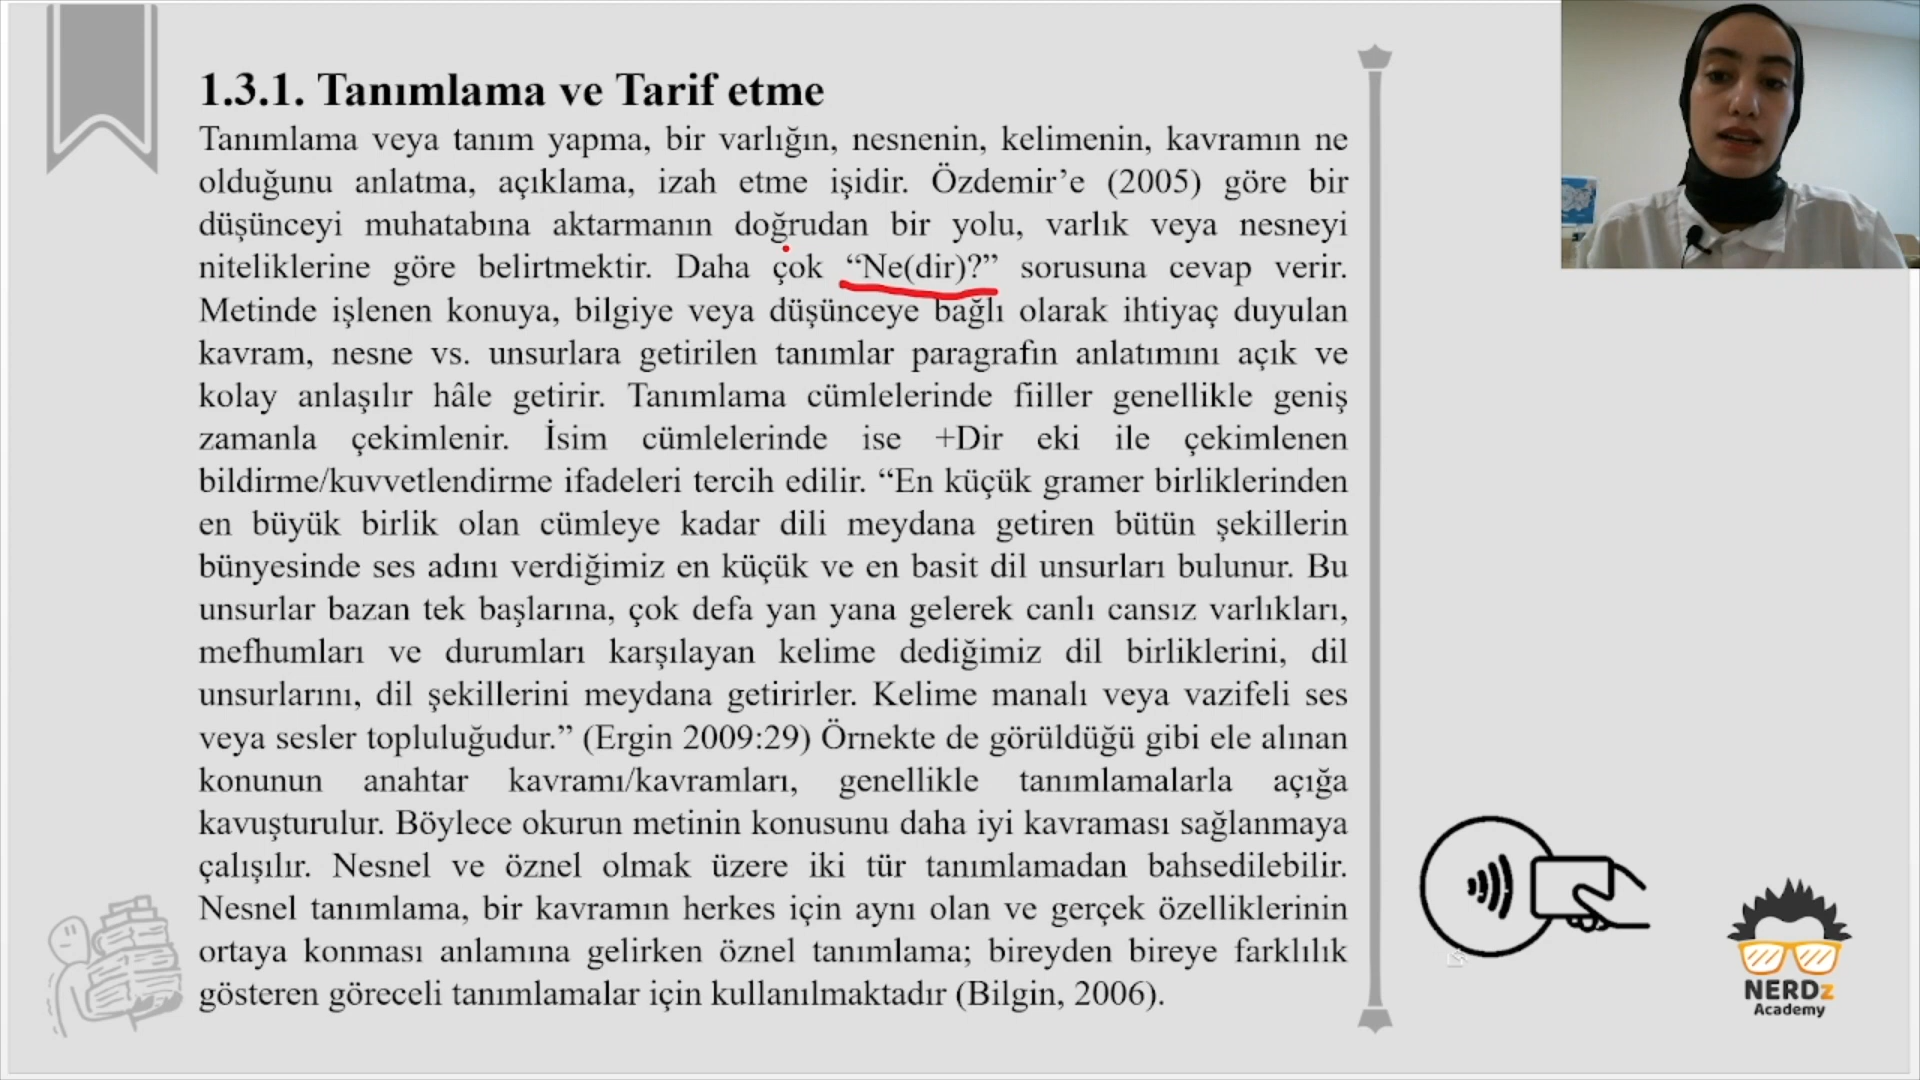 1.3.1. Tanımlama ve Tarif etme
Tanımlama veya tanım yapma, bir varlığın, nesnenin, kelimenin, kavramın ne
olduğunu anlatma, açıklama, izah etme işidir. Özdemir’e (2005) göre bir
düşünceyi muhatabına aktarmanın doğrudan bir yolu, varlık veya nesneyi
niteliklerine göre belirtmektir. Daha çok “Ne(dir)?” sorusuna cevap verir.
Metinde işlenen konuya, bilgiye veya düşünceye bağlı olarak ihtiyaç duyulan
kavram, nesne vs. unsurlara getirilen tanımlar paragrafın anlatımını açık ve
kolay anlaşılır hâle getirir. Tanımlama cümlelerinde fiiller genellikle geniş
zamanla çekimlenir. İsim cümlelerinde ise +Dir eki ile çekimlenen
bildirme/kuvvetlendirme ifadeleri tercih edilir. “En küçük gramer birliklerinden
en büyük birlik olan cümleye kadar dili meydana getiren bütün şekillerin
bünyesinde ses adını verdiğimiz en küçük ve en basit dil unsurları bulunur. Bu
unsurlar bazan tek başlarına, çok defa yan yana gelerek canlı cansız varlıkları,
mefhumları ve durumları karşılayan kelime dediğimiz dil birliklerini, dil
unsurlarını, dil şekillerini meydana getirirler. Kelime manalı veya vazifeli ses
veya sesler topluluğudur.” (Ergin 2009:29) Örnekte de görüldüğü gibi ele alınan
konunun anahtar kavramı/kavramları, genellikle tanımlamalarla açığa
kavuşturulur. Böylece okurun metinin konusunu daha iyi kavraması sağlanmaya
çalışılır. Nesnel ve öznel olmak üzere iki tür tanımlamadan bahsedilebilir.
Nesnel tanımlama, bir kavramın herkes için aynı olan ve gerçek özelliklerinin
ortaya konması anlamına gelirken öznel tanımlama; bireyden bireye farklılık
gösteren göreceli tanımlamalar için kullanılmaktadır (Bilgin, 2006).
NERDz
Academy